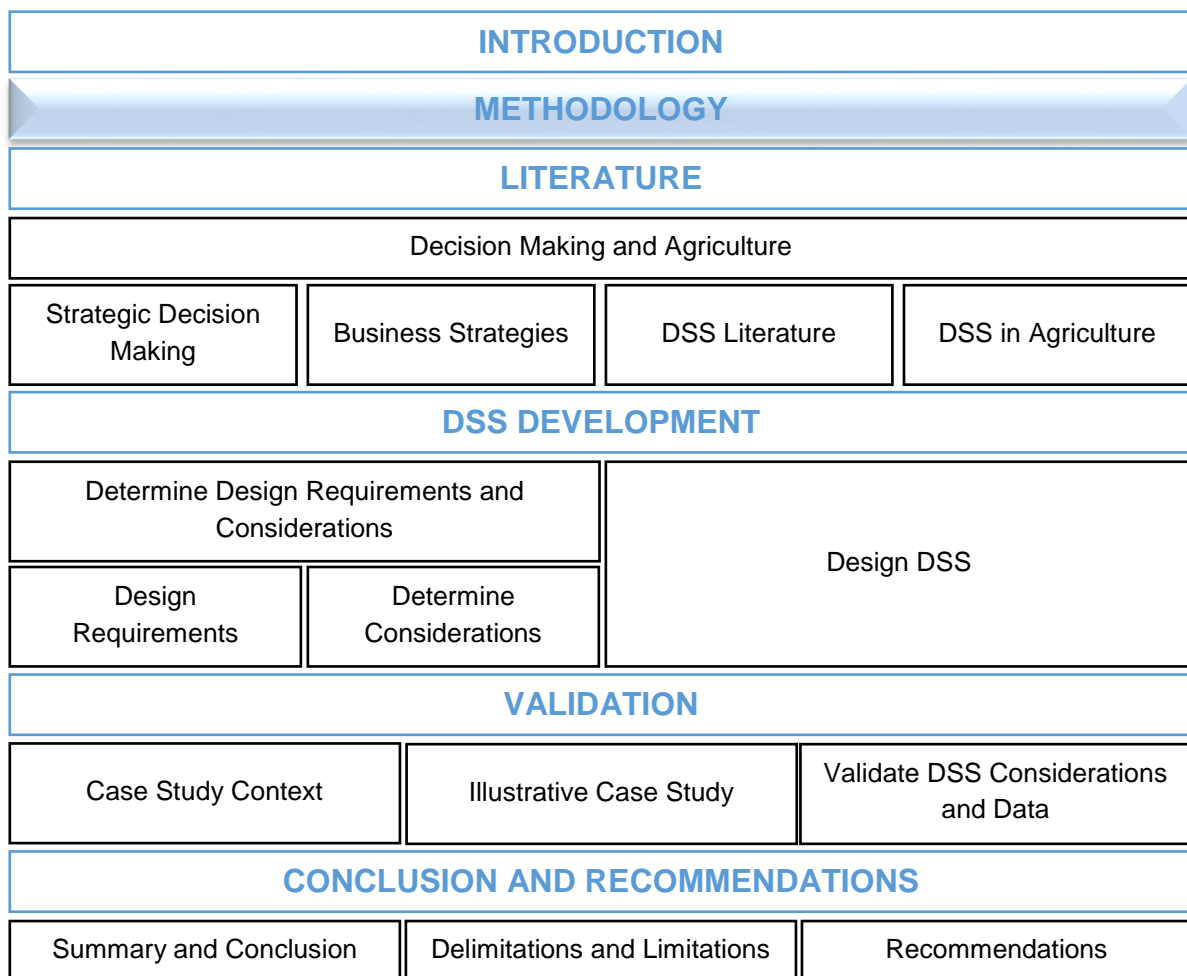 INTRODUCTION
METHODOLOGY
LITERATURE
Decision Making and Agriculture
Strategic Decision
Making
Business Strategies
DSS Literature
DSS in Agriculture
DSS DEVELOPMENT
Determine Design Requirements and
Considerations
Design DSS
Design
Requirements
Determine
Considerations
VALIDATION
Case Study Context
Illustrative Case Study
Validate DSS Considerations
and Data
CONCLUSION AND RECOMMENDATIONS
Summary and Conclusion
Delimitations and Limitations
Recommendations